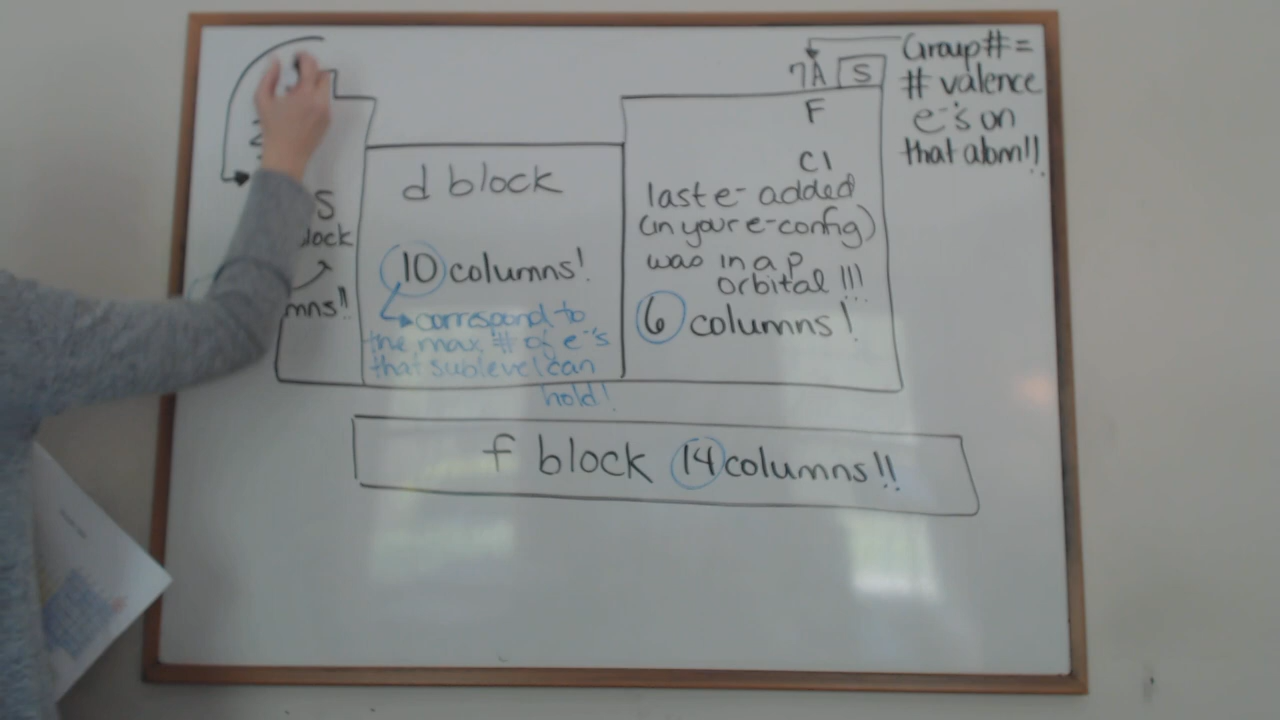 7A S
Group# =
# valence
e-'s on
that atom!!
F
Cl
S
lock
mns!!
d block
10 columns!
correspond to
the max # of e-'s
that sublevel can
hold!
last e- added
(in your e-config)
was in a p
orbital !!!
6 columns!
f block 14 columns!!